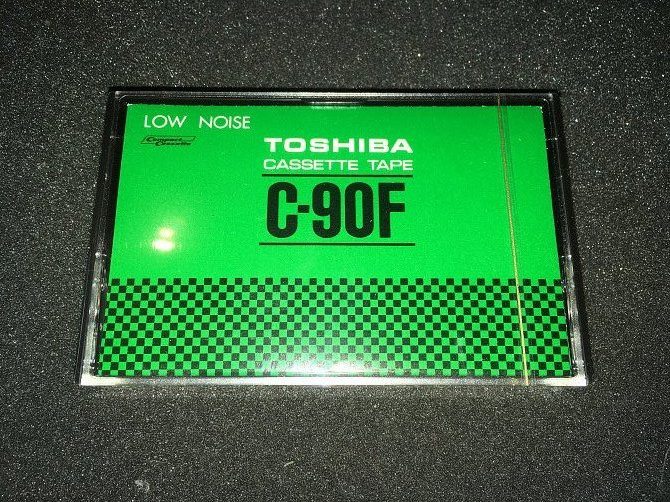 LOW NOISE
Compact
Cassette
TOSHIBA
CASSETTE TAPE
C-90F